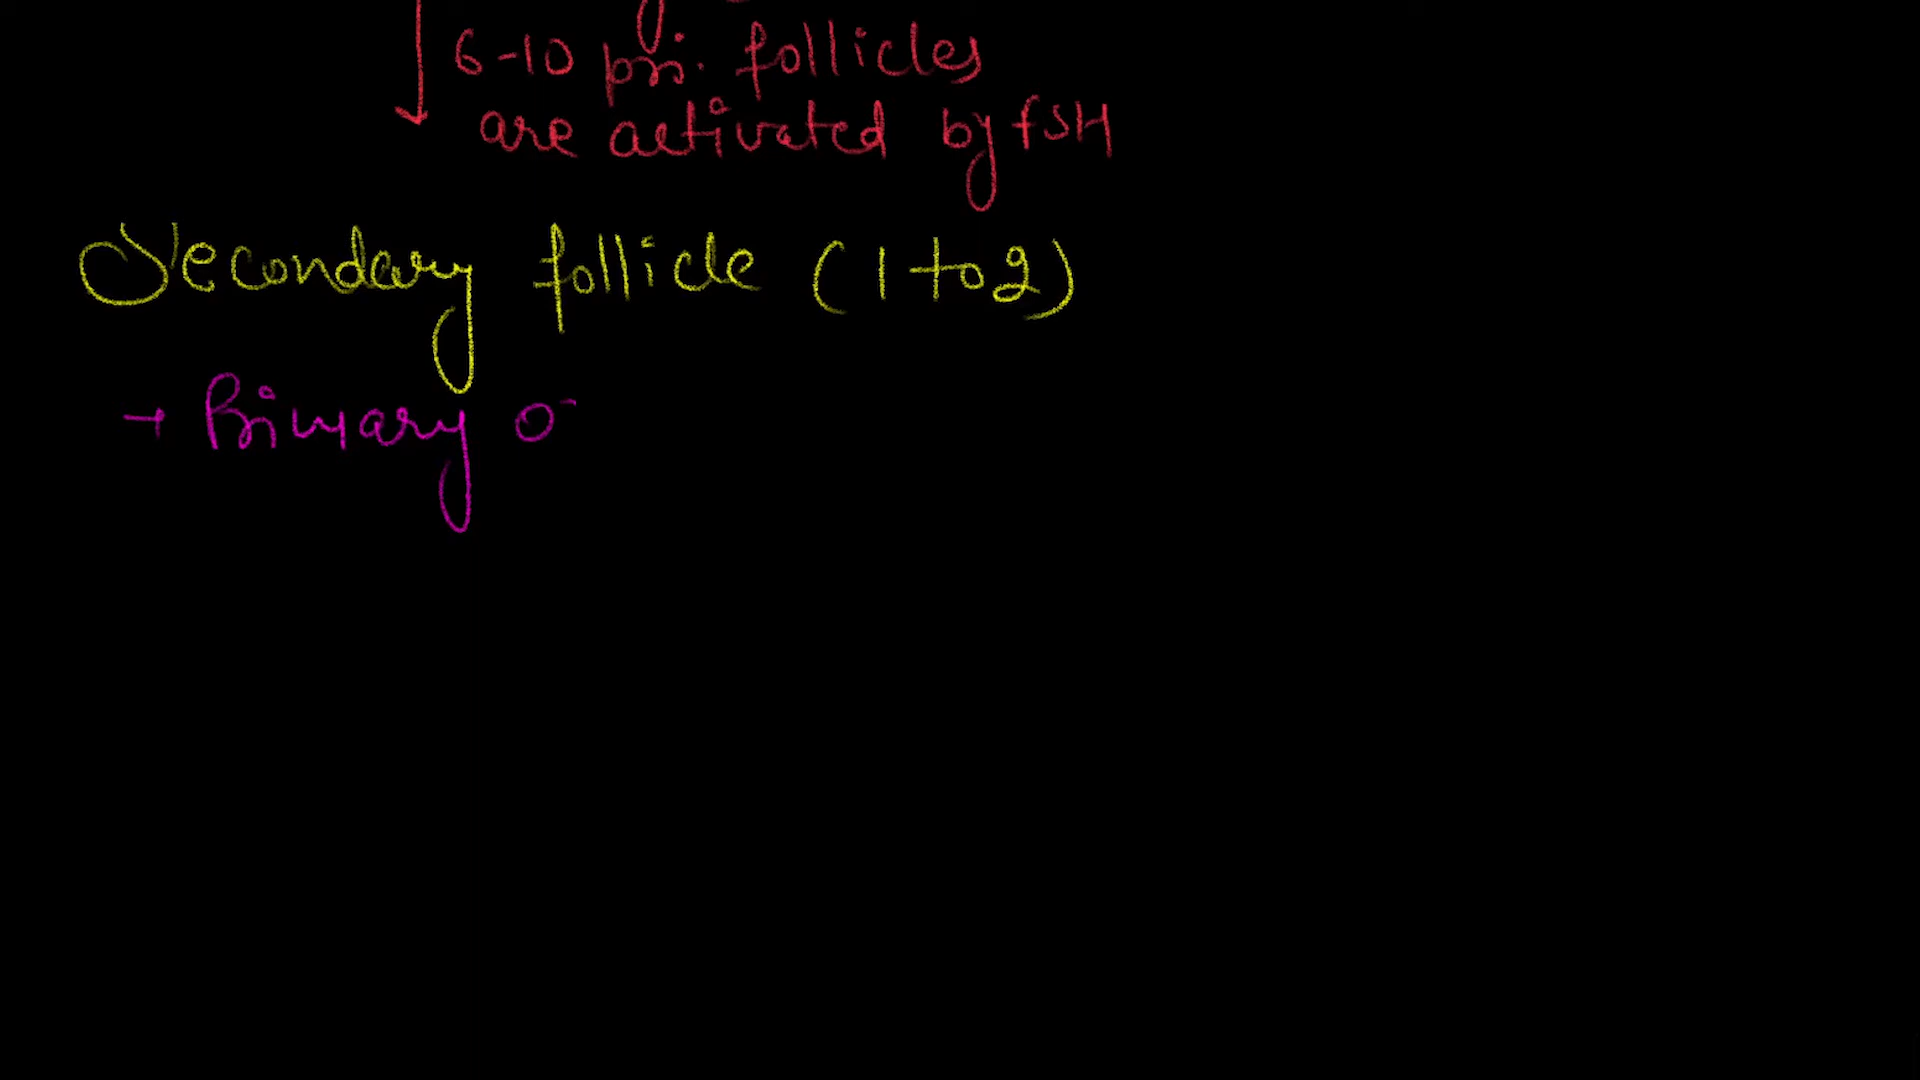 6-10 pri. follicles
are activated by fSH
Secondary follicle (1 to 2)
→ Primary o